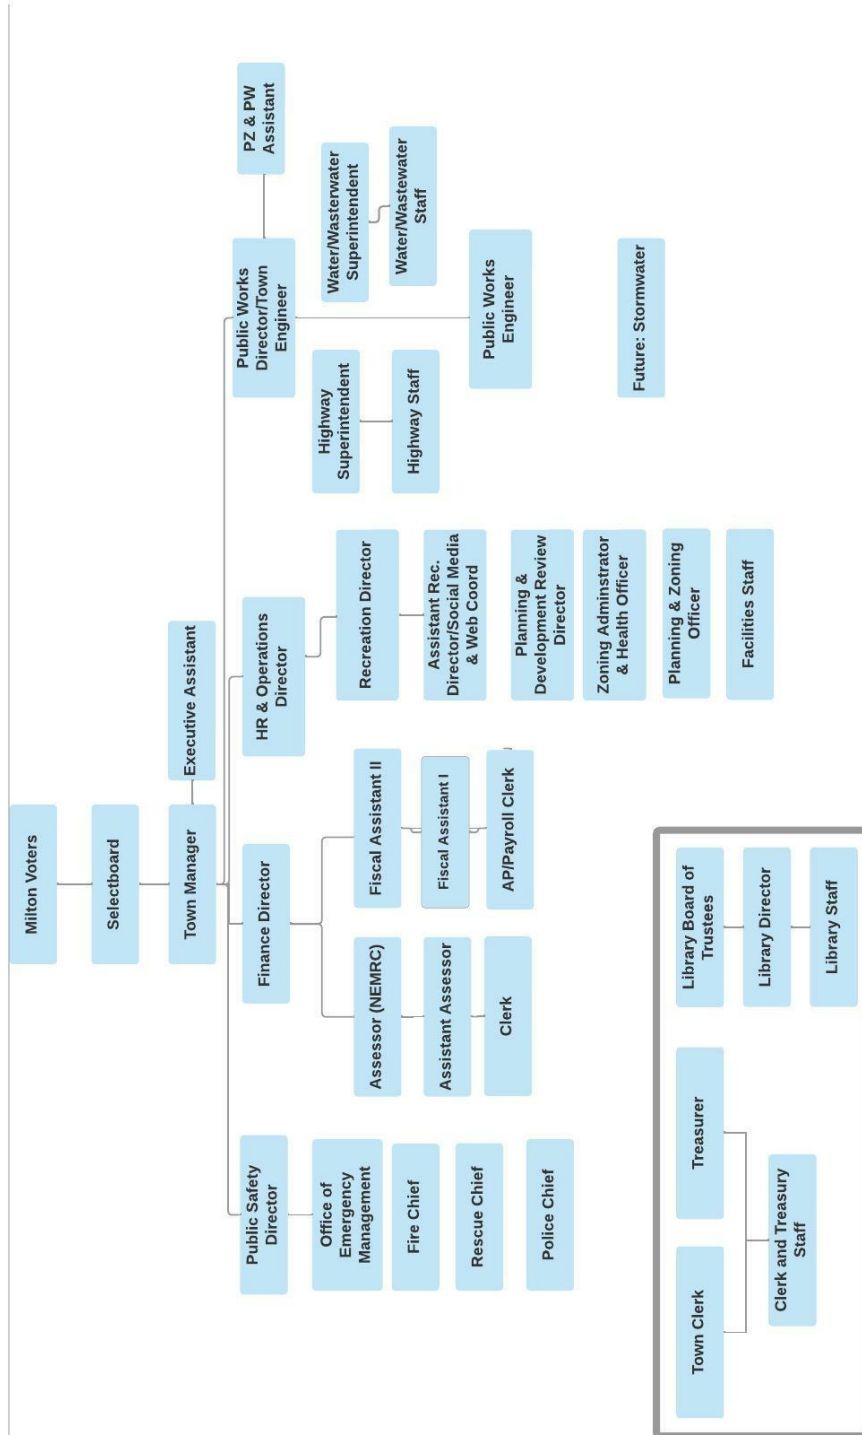 Milton Voters
Selectboard
Town Manager
Executive Assistant
Public Safety
Director
Office of
Emergency
Management
Fire Chief
Rescue Chief
Police Chief
Finance Director
Assessor (NEMRC)
Assistant Assessor
Clerk
Fiscal Assistant II
Fiscal Assistant I
AP/Payroll Clerk
HR & Operations
Director
Recreation Director
Assistant Rec.
Director/Social Media
& Web Coord
Planning &
Development Review
Director
Zoning Adminstrator
& Health Officer
Planning & Zoning
Officer
Facilities Staff
Public Works
Director/Town
Engineer
PZ & PW
Assistant
Highway
Superintendent
Highway Staff
Water/Wasterwater
Superintendent
Water/Wastewater
Staff
Public Works
Engineer
Future: Stormwater
Town Clerk
Treasurer
Clerk and Treasury
Staff
Library Board of
Trustees
Library Director
Library Staff